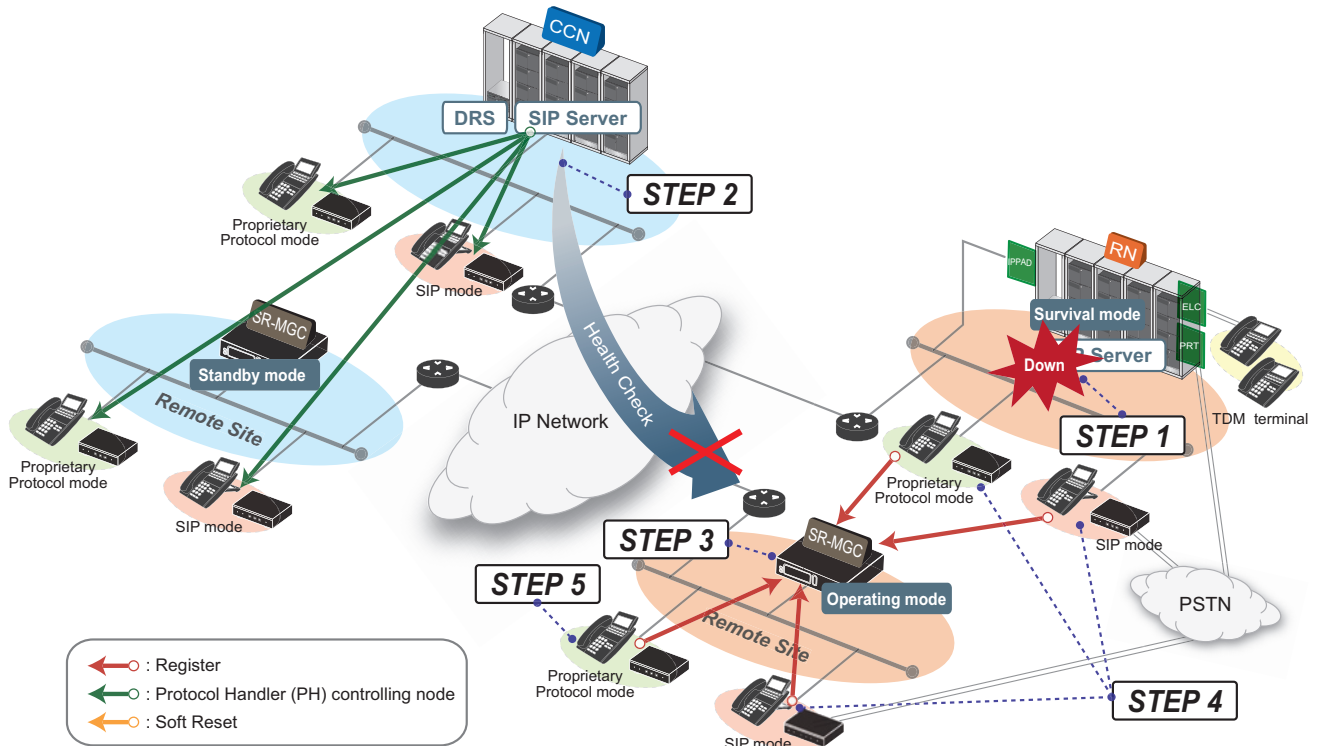 CCN
DRS
SIP Server
STEP 2
Proprietary
Protocol mode
SIP mode
RN
IPPAD
ELC
PRT
Survival mode
P Server
Down
STEP 1
TDM terminal
SR-MGC
Standby mode
Remote Site
Health Check
IP Network
Proprietary
Protocol mode
SIP mode
Proprietary
Protocol mode
SIP mode
STEP 3
SR-MGC
Operating mode
Remote Site
STEP 5
PSTN
Proprietary
Protocol mode
STEP 4
SIP mode
: Register
: Protocol Handler (PH) controlling node
: Soft Reset